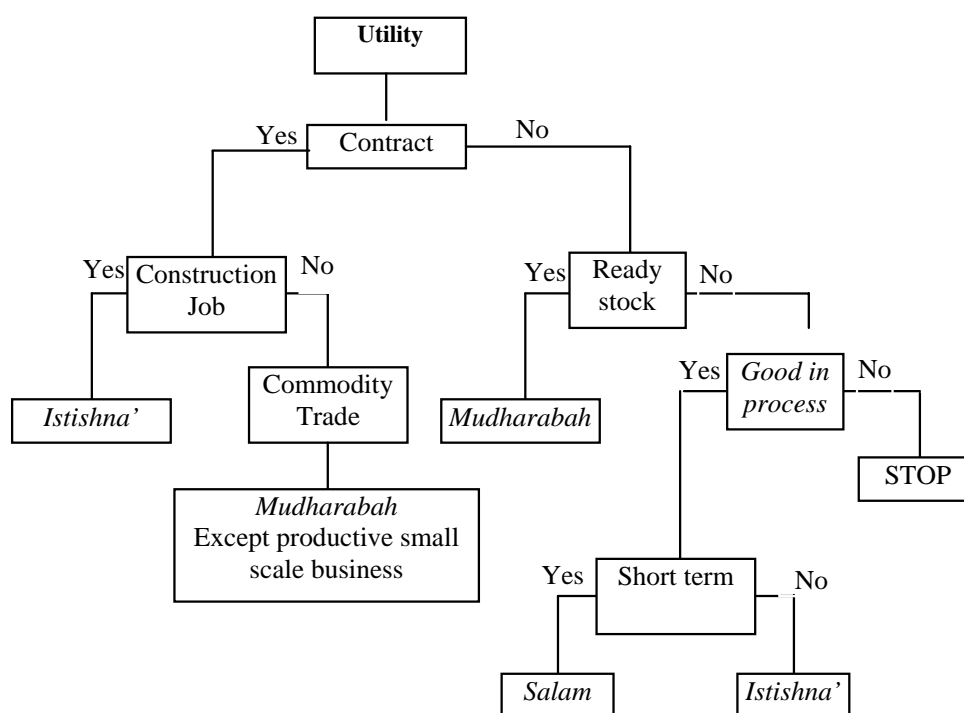 Utility
Yes
No
Contract
Yes
Construction
Job
No
Yes
Ready
stock
No
Commodity
Trade
Yes
Good in
process
No
Istishna’
Mudharabah
STOP
Mudharabah
Except productive small
scale business
Yes
Short term
No
Salam
Istishna’